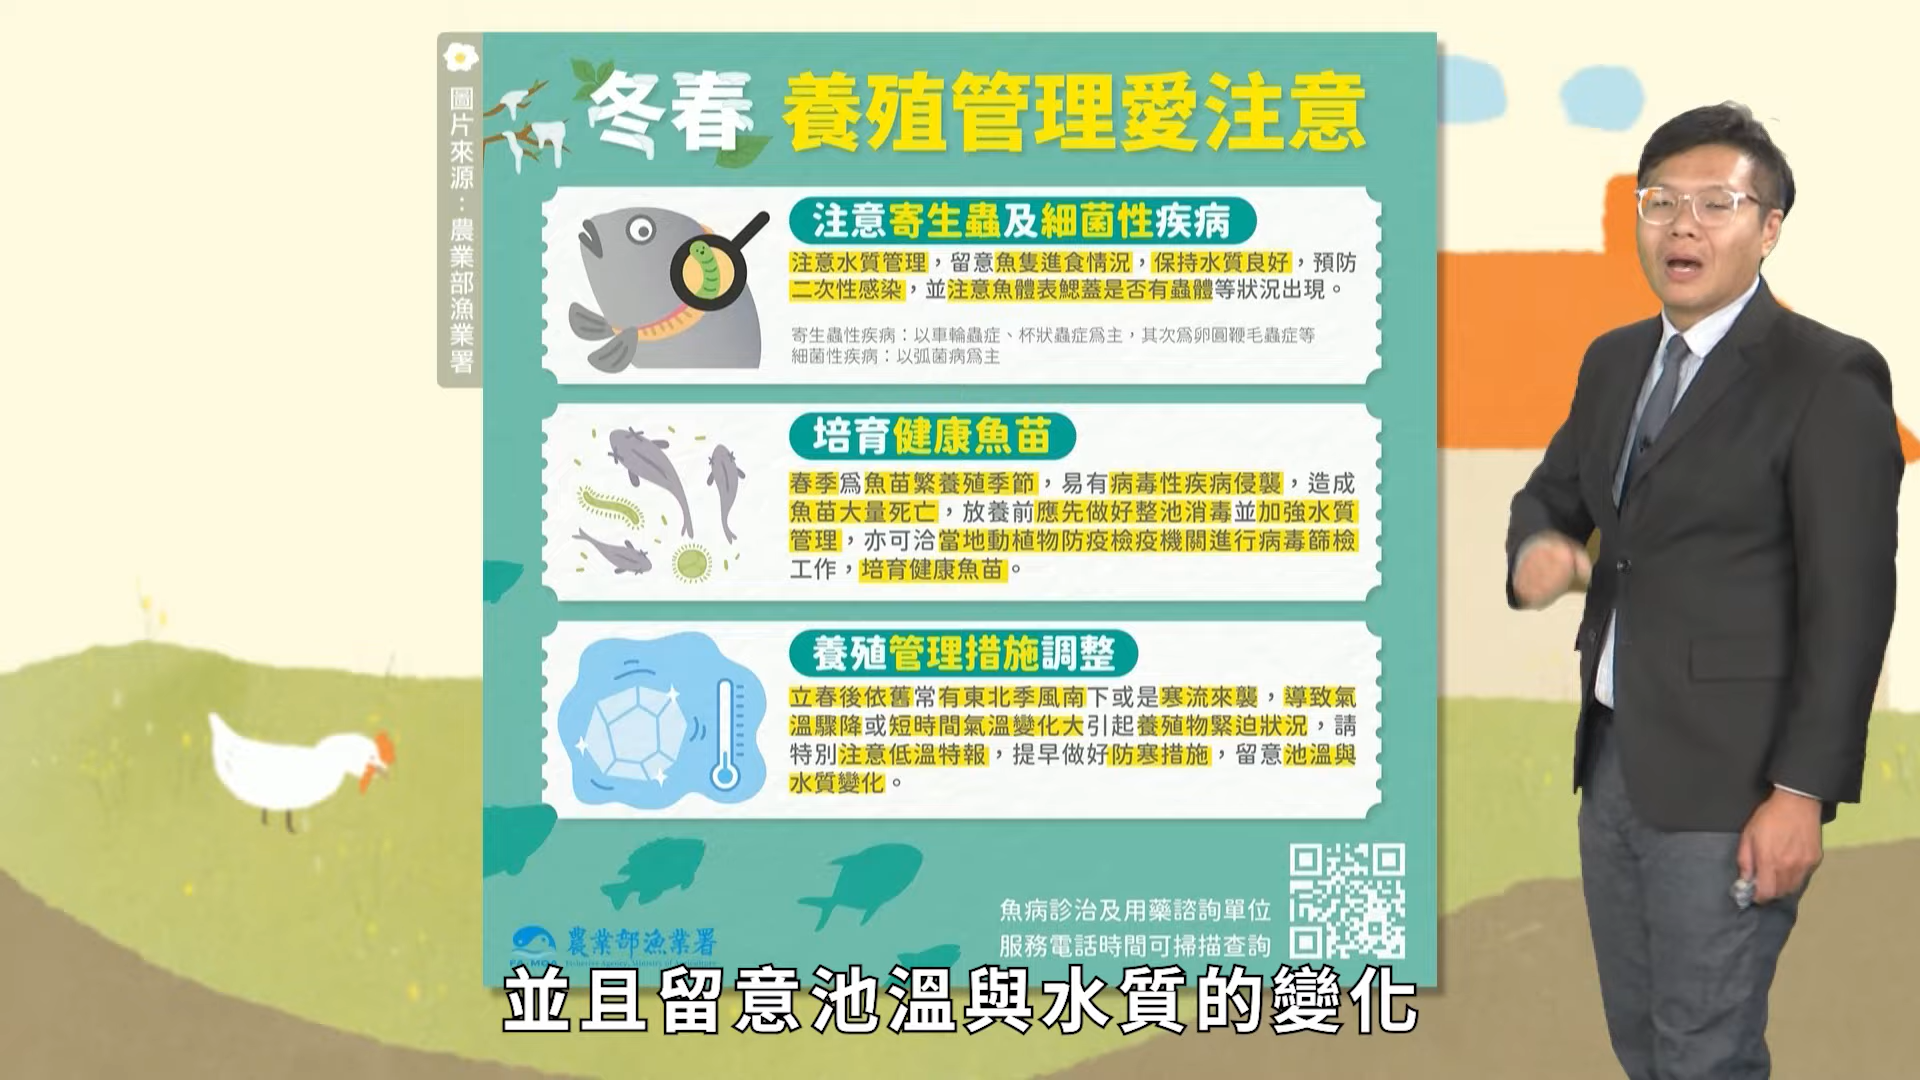 圖片來源：農業部漁業署
冬春 養殖管理愛注意
注意寄生蟲及細菌性疾病
注意水質管理，留意魚隻進食情況，保持水質良好，預防
二次性感染，並注意魚體表鰓蓋是否有蟲體等狀況出現。
寄生蟲性疾病：以車輪蟲症、杯狀蟲症為主，其次為卵圓鞭毛蟲症等
細菌性疾病：以弧菌病為主
培育健康魚苗
春季為魚苗繁養殖季節，易有病毒性疾病侵襲，造成
魚苗大量死亡，放養前應先做好整池消毒並加強水質
管理，亦可洽當地動植物防疫檢疫機關進行病毒篩檢
工作，培育健康魚苗。
養殖管理措施調整
立春後依舊常有東北季風南下或是寒流來襲，導致氣
溫驟降或短時間氣溫變化大引起養殖物緊迫狀況，請
特別注意低溫特報，提早做好防寒措施，留意池溫與
水質變化。
魚病診治及用藥諮詢單位
服務電話時間可掃描查詢
農業部漁業署
並且留意池溫與水質的變化